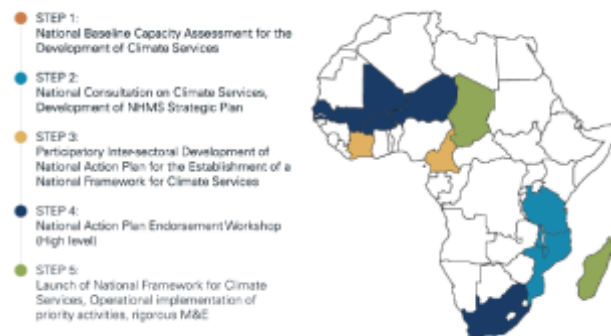 STEP 1:
National Baseline Capacity Assessment for the
Development of Climate Services
STEP 2:
National Consultation on Climate Services,
Development of NHMS Strategic Plan
STEP 3:
Participatory Inter-sectoral Development of
National Action Plan for the Establishment of a
National Framework for Climate Services
STEP 4:
National Action Plan Endorsement Workshop
(High level)
STEP 5:
Launch of National Framework for Climate
Services, Operational implementation of
priority activities, rigorous M&E